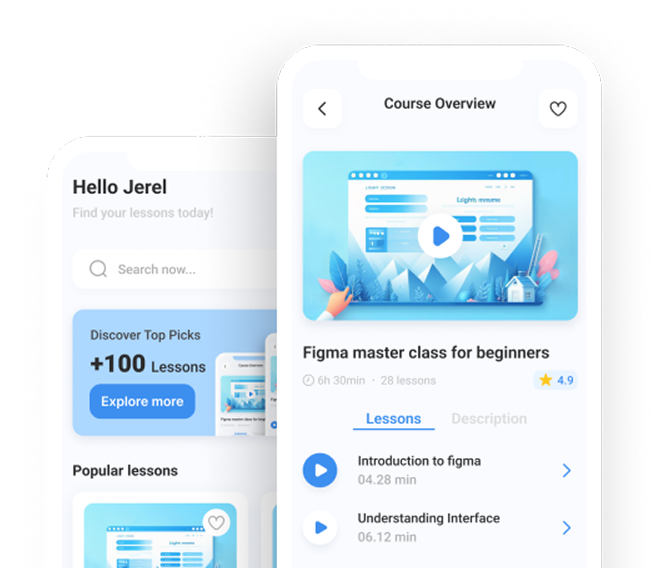 Hello Jerel
Find your lessons today!
Search now...
Discover Top Picks
+100 Lessons
Explore more
Popular lessons
Course Overview
Figma master class for beginners
6h 30min · 28 lessons
4.9
Lessons
Description
Introduction to figma
04.28 min
Understanding Interface
06.12 min